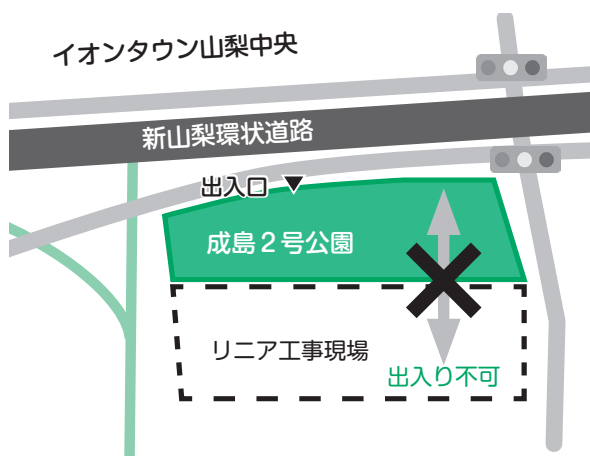 イオンタウン山梨中央
新山梨環状道路
出入口 ▼
成島２号公園
リニア工事現場
出入り不可